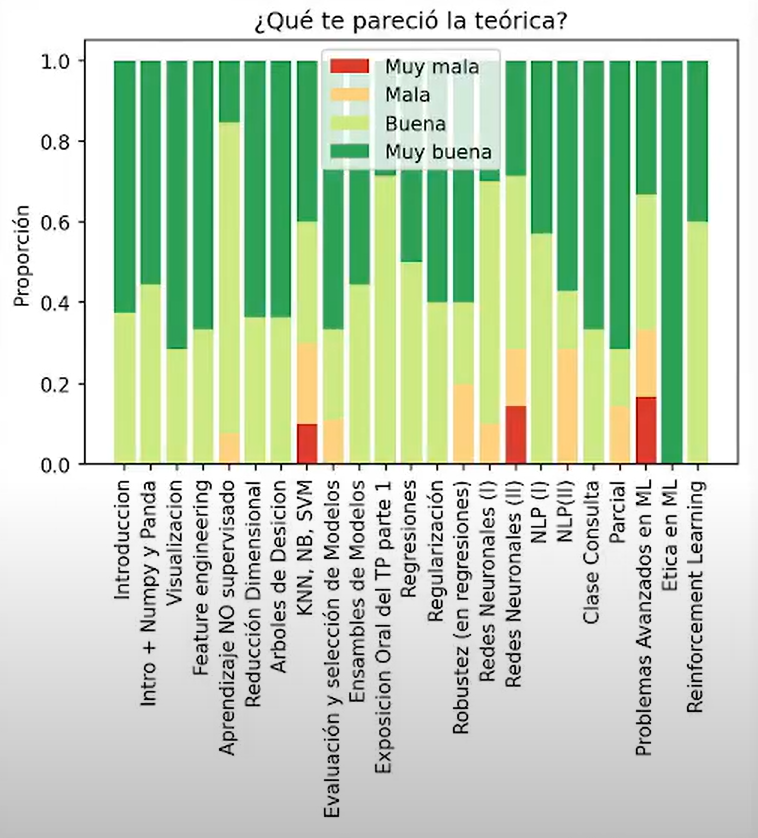 ¿Qué te pareció la teórica?
Muy mala
Mala
Buena
Muy buena
Proporción
1.0
0.8
0.6
0.4
0.2
0.0
Introduccion
Intro + Numpy y Panda
Visualizacion
Feature engineering
Aprendizaje NO supervisado
Reducción Dimensional
Arboles de Desicion
KNN, NB, SVM
Evaluación y selección de Modelos
Ensambles de Modelos
Exposicion Oral del TP parte 1
Regresiones
Regularización
Robustez (en regresiones)
Redes Neuronales (I)
Redes Neuronales (II)
NLP (I)
NLP(II)
Clase Consulta
Parcial
Problemas Avanzados en ML
Etica en ML
Reinforcement Learning